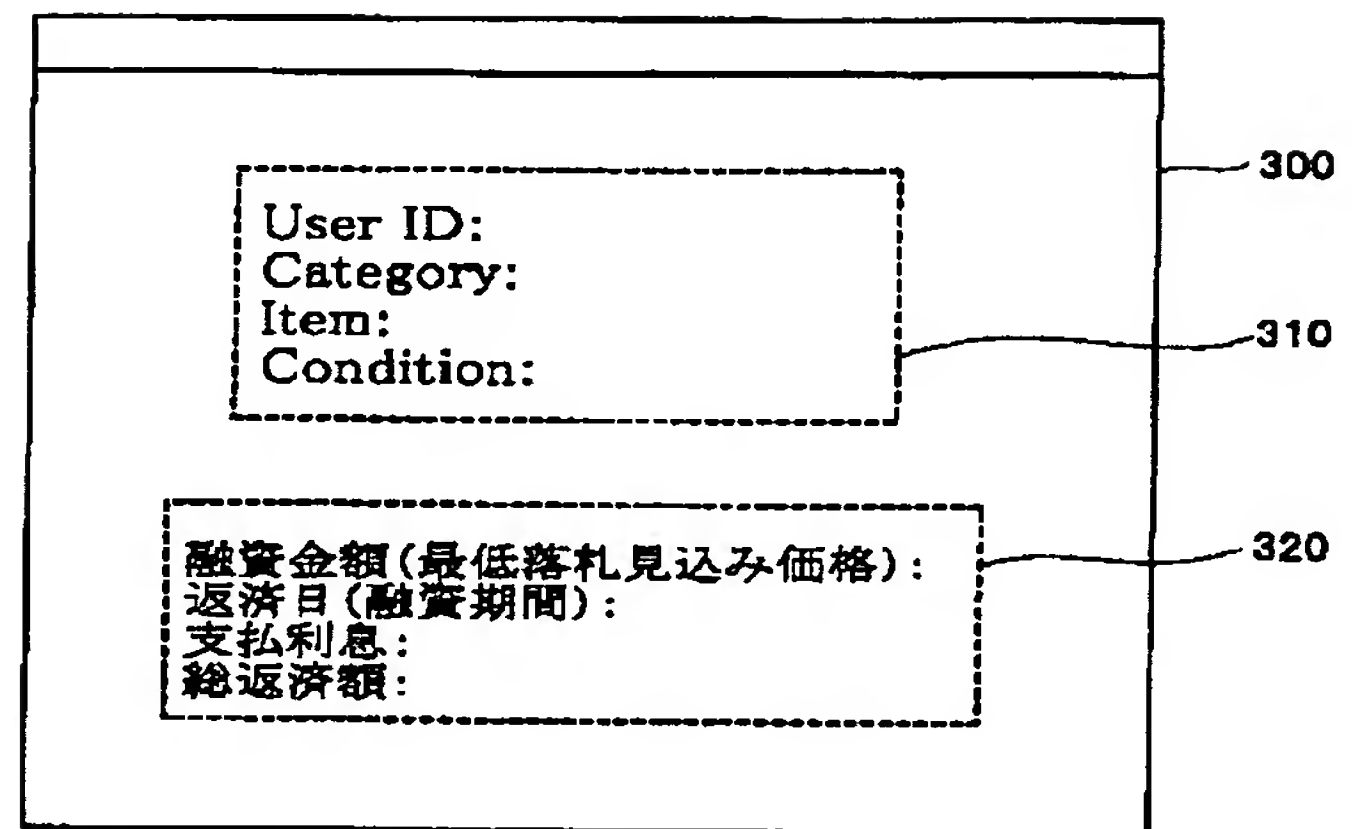 300
User ID:
Category:
Item:
Condition:
310
融資金額(最低落札見込み価格):
320
返済日(融資期間):
支払利息:
総返済額: